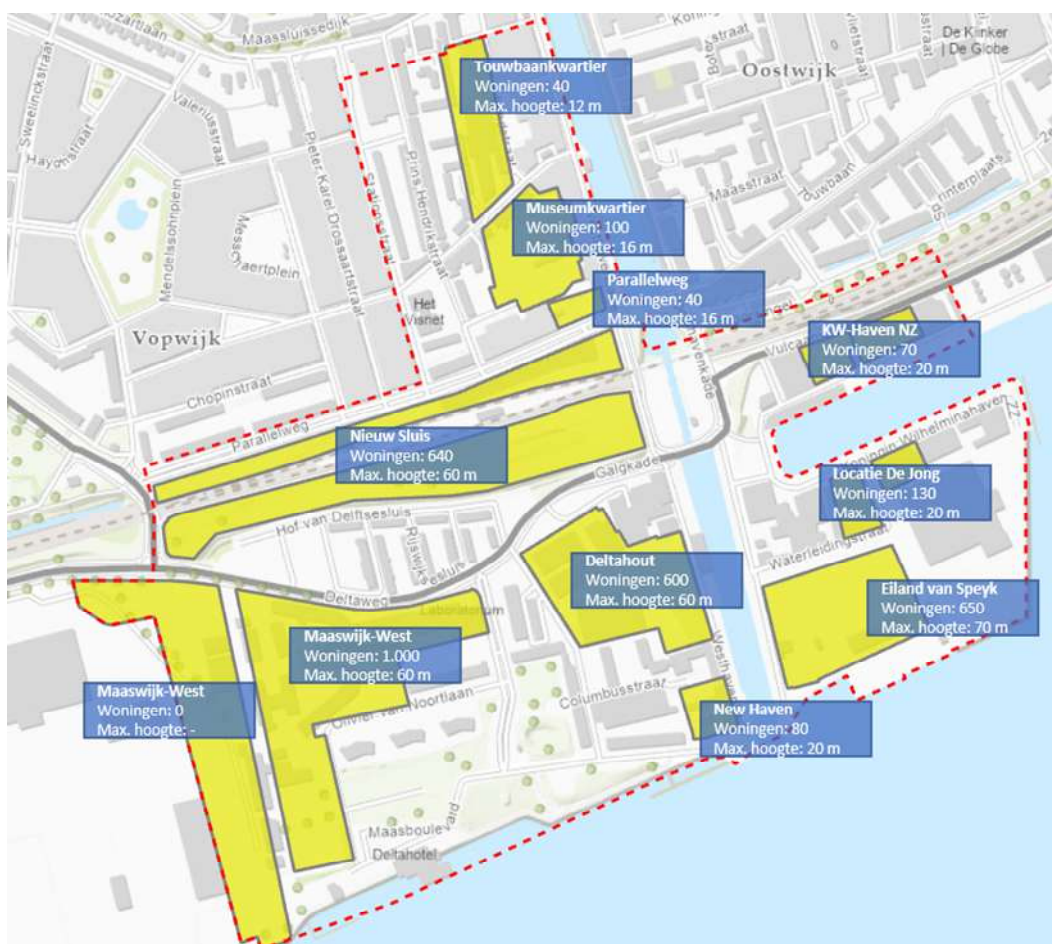 Maassluissedijk
De Klinker
| De Globe
Oostwijk
Touwbaankwartier
Woningen: 40
Max. hoogte: 12 m
Sweelinckstraat
Valeriusstraat
Haydnstraat
Mendelssohnplein
Pieter Karel Drossaartstraat
Stationsstraat
Prins Hendrikstraat
Maasstraat
Touwbaan
Museumkwartier
Woningen: 100
Max. hoogte: 16 m
Parallelweg
Woningen: 40
Max. hoogte: 16 m
Het
Visnet
Vopwijk
Chopinstraat
Parallelweg
KW-Haven NZ
Woningen: 70
Max. hoogte: 20 m
Nieuw Sluis
Woningen: 640
Max. hoogte: 60 m
Galgkade
Hof van Delftsesluis
Locatie De Jong
Woningen: 130
Max. hoogte: 20 m
Waterleidingstraat
Deltahout
Woningen: 600
Max. hoogte: 60 m
Eiland van Speyk
Woningen: 650
Max. hoogte: 70 m
Deltaweg
Laboratorium
Maaswijk-West
Woningen: 1.000
Max. hoogte: 60 m
Maaswijk-West
Woningen: 0
Max. hoogte: -
Olivier van Noortlaan
Columbusstraat
New Haven
Woningen: 80
Max. hoogte: 20 m
Maasboulevard
Deltahotel